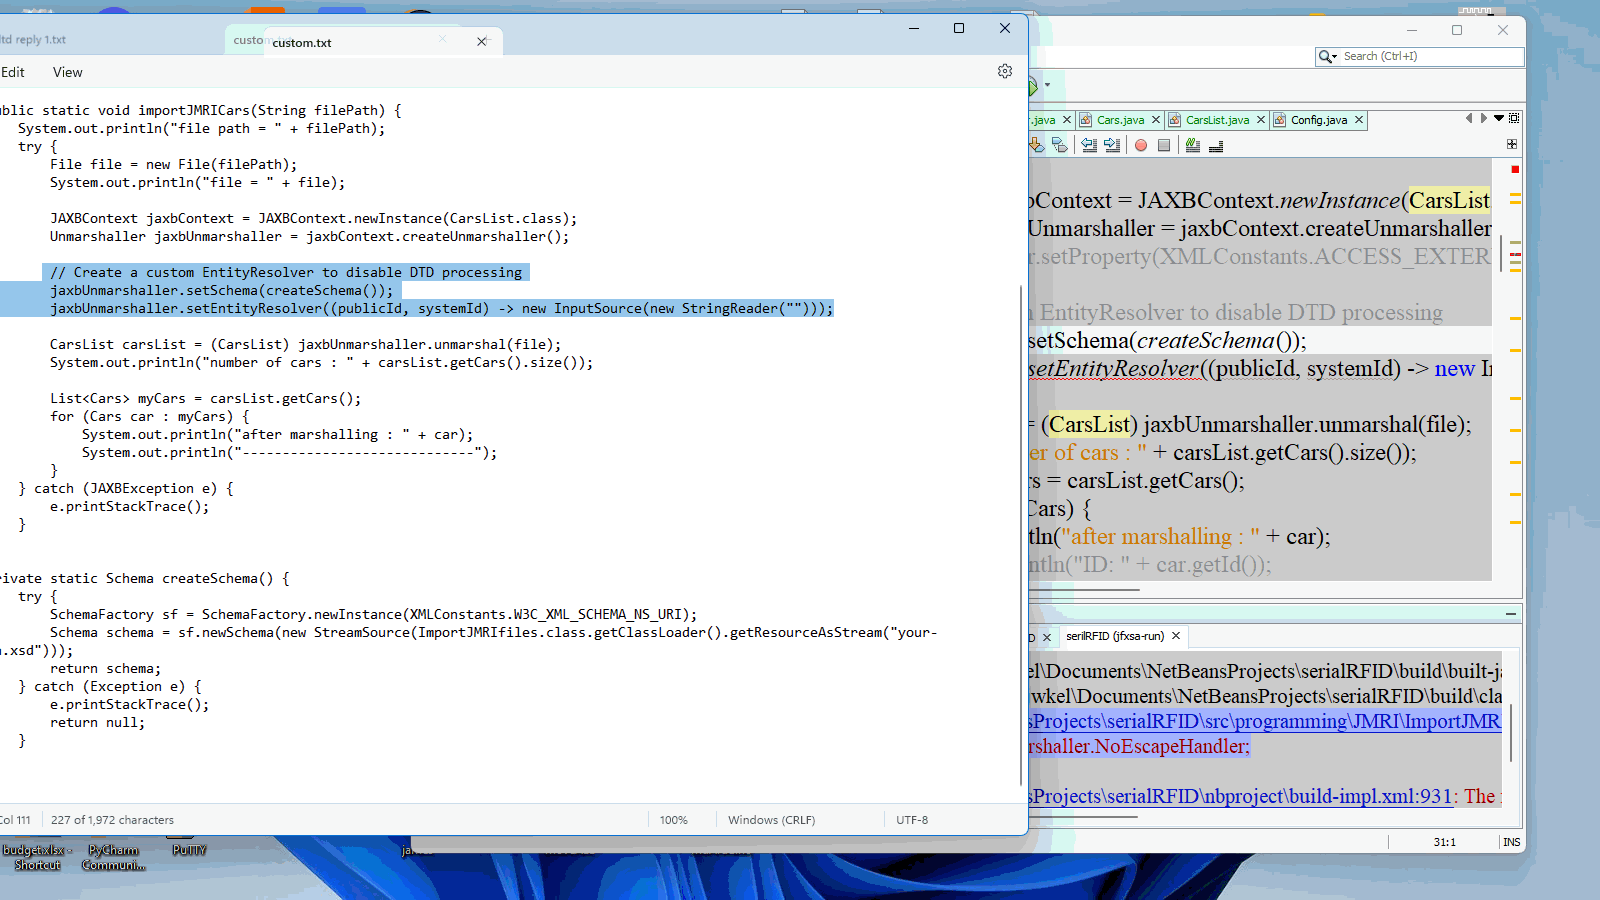 ltd reply 1.txt
custom.txt
custom.txt
Edit View
ublic static void importJMRICars(String filePath) {
System.out.println("file path = " + filePath);
try {
File file = new File(filePath);
System.out.println("file = " + file);
JAXBContext jaxbContext = JAXBContext.newInstance(CarsList.class);
Unmarshaller jaxbUnmarshaller = jaxbContext.createUnmarshaller();
// Create a custom EntityResolver to disable DTD processing
jaxbUnmarshaller.setSchema(createSchema());
jaxbUnmarshaller.setEntityResolver((publicId, systemId) -> new InputSource(new StringReader("")));
CarsList carsList = (CarsList) jaxbUnmarshaller.unmarshal(file);
System.out.println("number of cars : " + carsList.getCars().size());
List<Cars> myCars = carsList.getCars();
for (Cars car : myCars) {
System.out.println("after marshalling : " + car);
System.out.println("-----------------------------");
}
} catch (JAXBException e) {
e.printStackTrace();
}
rivate static Schema createSchema() {
try {
SchemaFactory sf = SchemaFactory.newInstance(XMLConstants.W3C_XML_SCHEMA_NS_URI);
Schema schema = sf.newSchema(new StreamSource(ImportJMRIfiles.class.getClassLoader().getResourceAsStream("your-
.xsd")));
return schema;
} catch (Exception e) {
e.printStackTrace();
return null;
}
Col 111 227 of 1,972 characters 100% Windows (CRLF) UTF-8
Search (Ctrl+I)
r.java Cars.java CarsList.java Config.java
bContext = JAXBContext.newInstance(CarsList
Unmarshaller = jaxbContext.createUnmarshaller
r.setProperty(XMLConstants.ACCESS_EXTER
n EntityResolver to disable DTD processing
setSchema(createSchema());
setEntityResolver((publicId, systemId) -> new In
= (CarsList) jaxbUnmarshaller.unmarshal(file);
er of cars : " + carsList.getCars().size());
rs = carsList.getCars();
Cars) {
tln("after marshalling : " + car);
ntln("ID: " + car.getId());
serilRFID (jfxsa-run)
el\Documents\NetBeansProjects\serialRFID\build\built-ja
wkel\Documents\NetBeansProjects\serialRFID\build\cla
sProjects\serialRFID\src\programming\JMRI\ImportJMR
rshaller.NoEscapeHandler;
sProjects\serialRFID\nbproject\build-impl.xml:931: The
31:1 INS
budget.xlsx - Shortcut
PyCharm Communi...
PuTTY